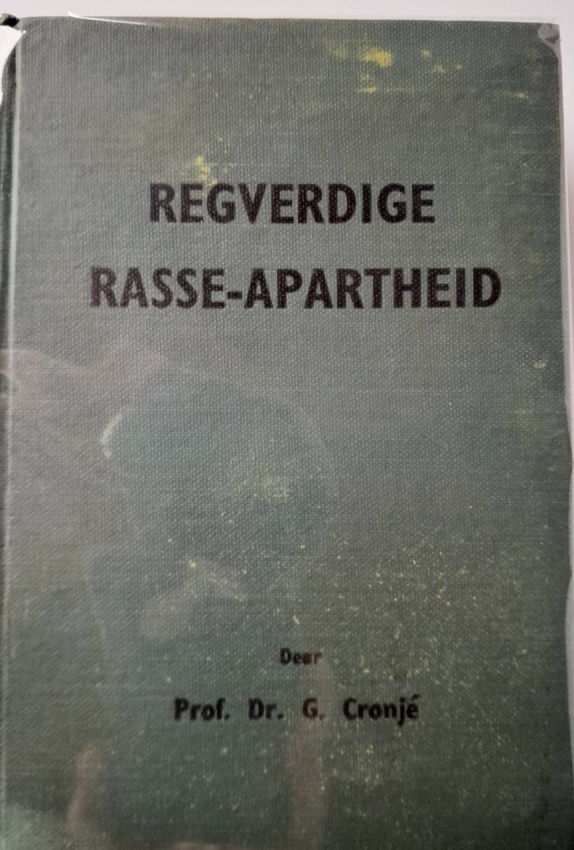 REGVERDIGE
RASSE-APARTHEID
Deur
Prof. Dr. G. Cronjé